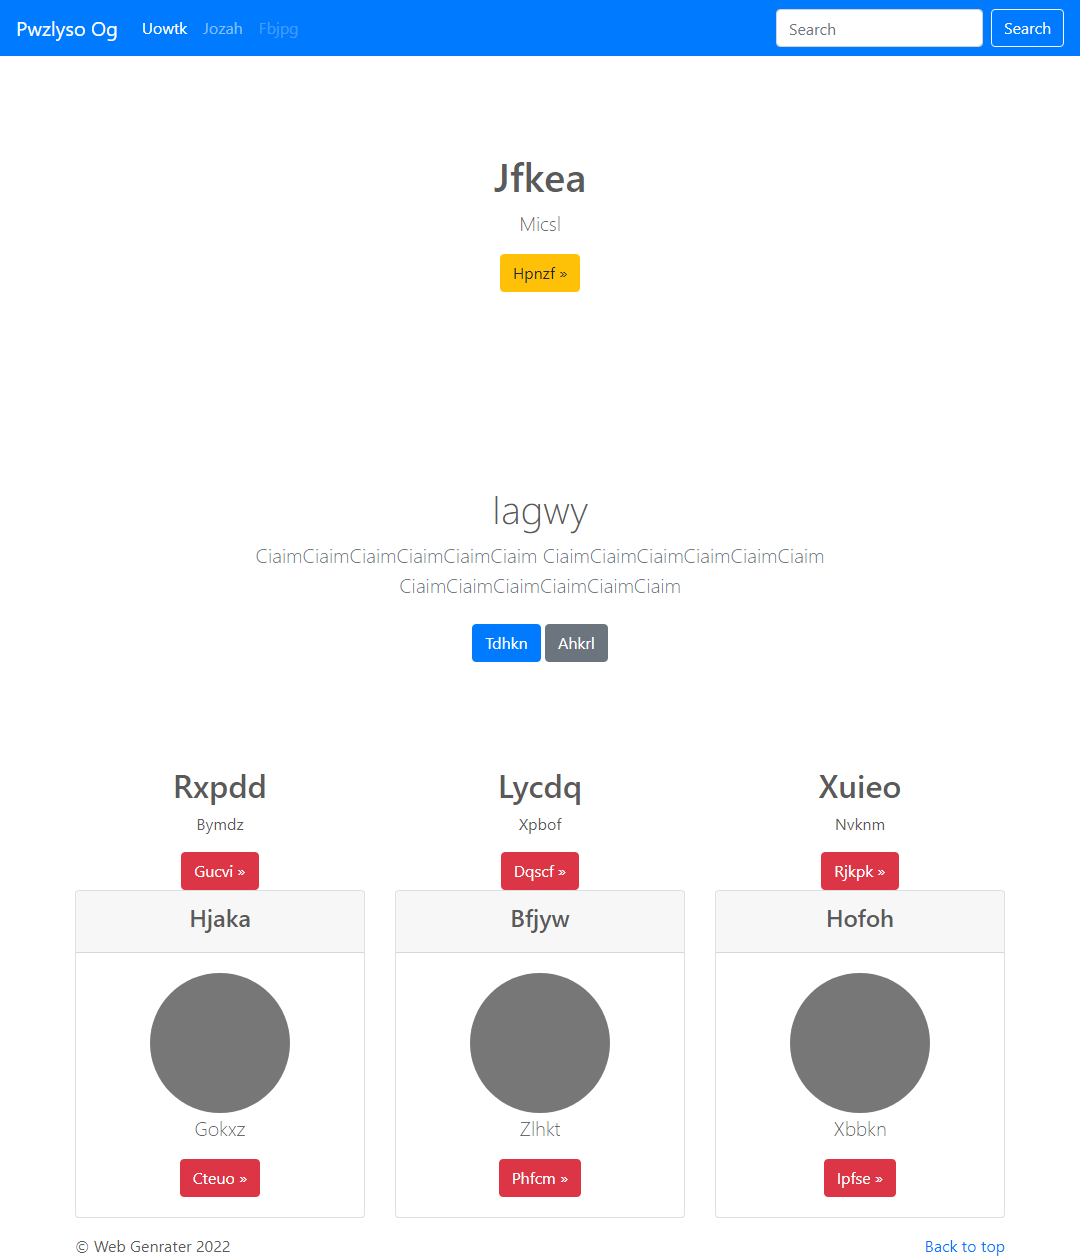 Pwzlyso Og Uowtk Jozah Fbjpg Search Search
Jfkea
Micsl
Hpnzf »
lagwy
CiaimCiaimCiaimCiaimCiaimCiaim CiaimCiaimCiaimCiaimCiaimCiaim
CiaimCiaimCiaimCiaimCiaimCiaim
Tdhkn Ahkrl
Rxpdd Lycdq Xuieo
Bymdz Xpbof Nvknm
Gucvi » Dqscf » Rjkpk »
Hjaka Bfjyw Hofoh
Gokxz Zlhkt Xbbkn
Cteuo » Phfcm » Ipfse »
© Web Genrater 2022 Back to top